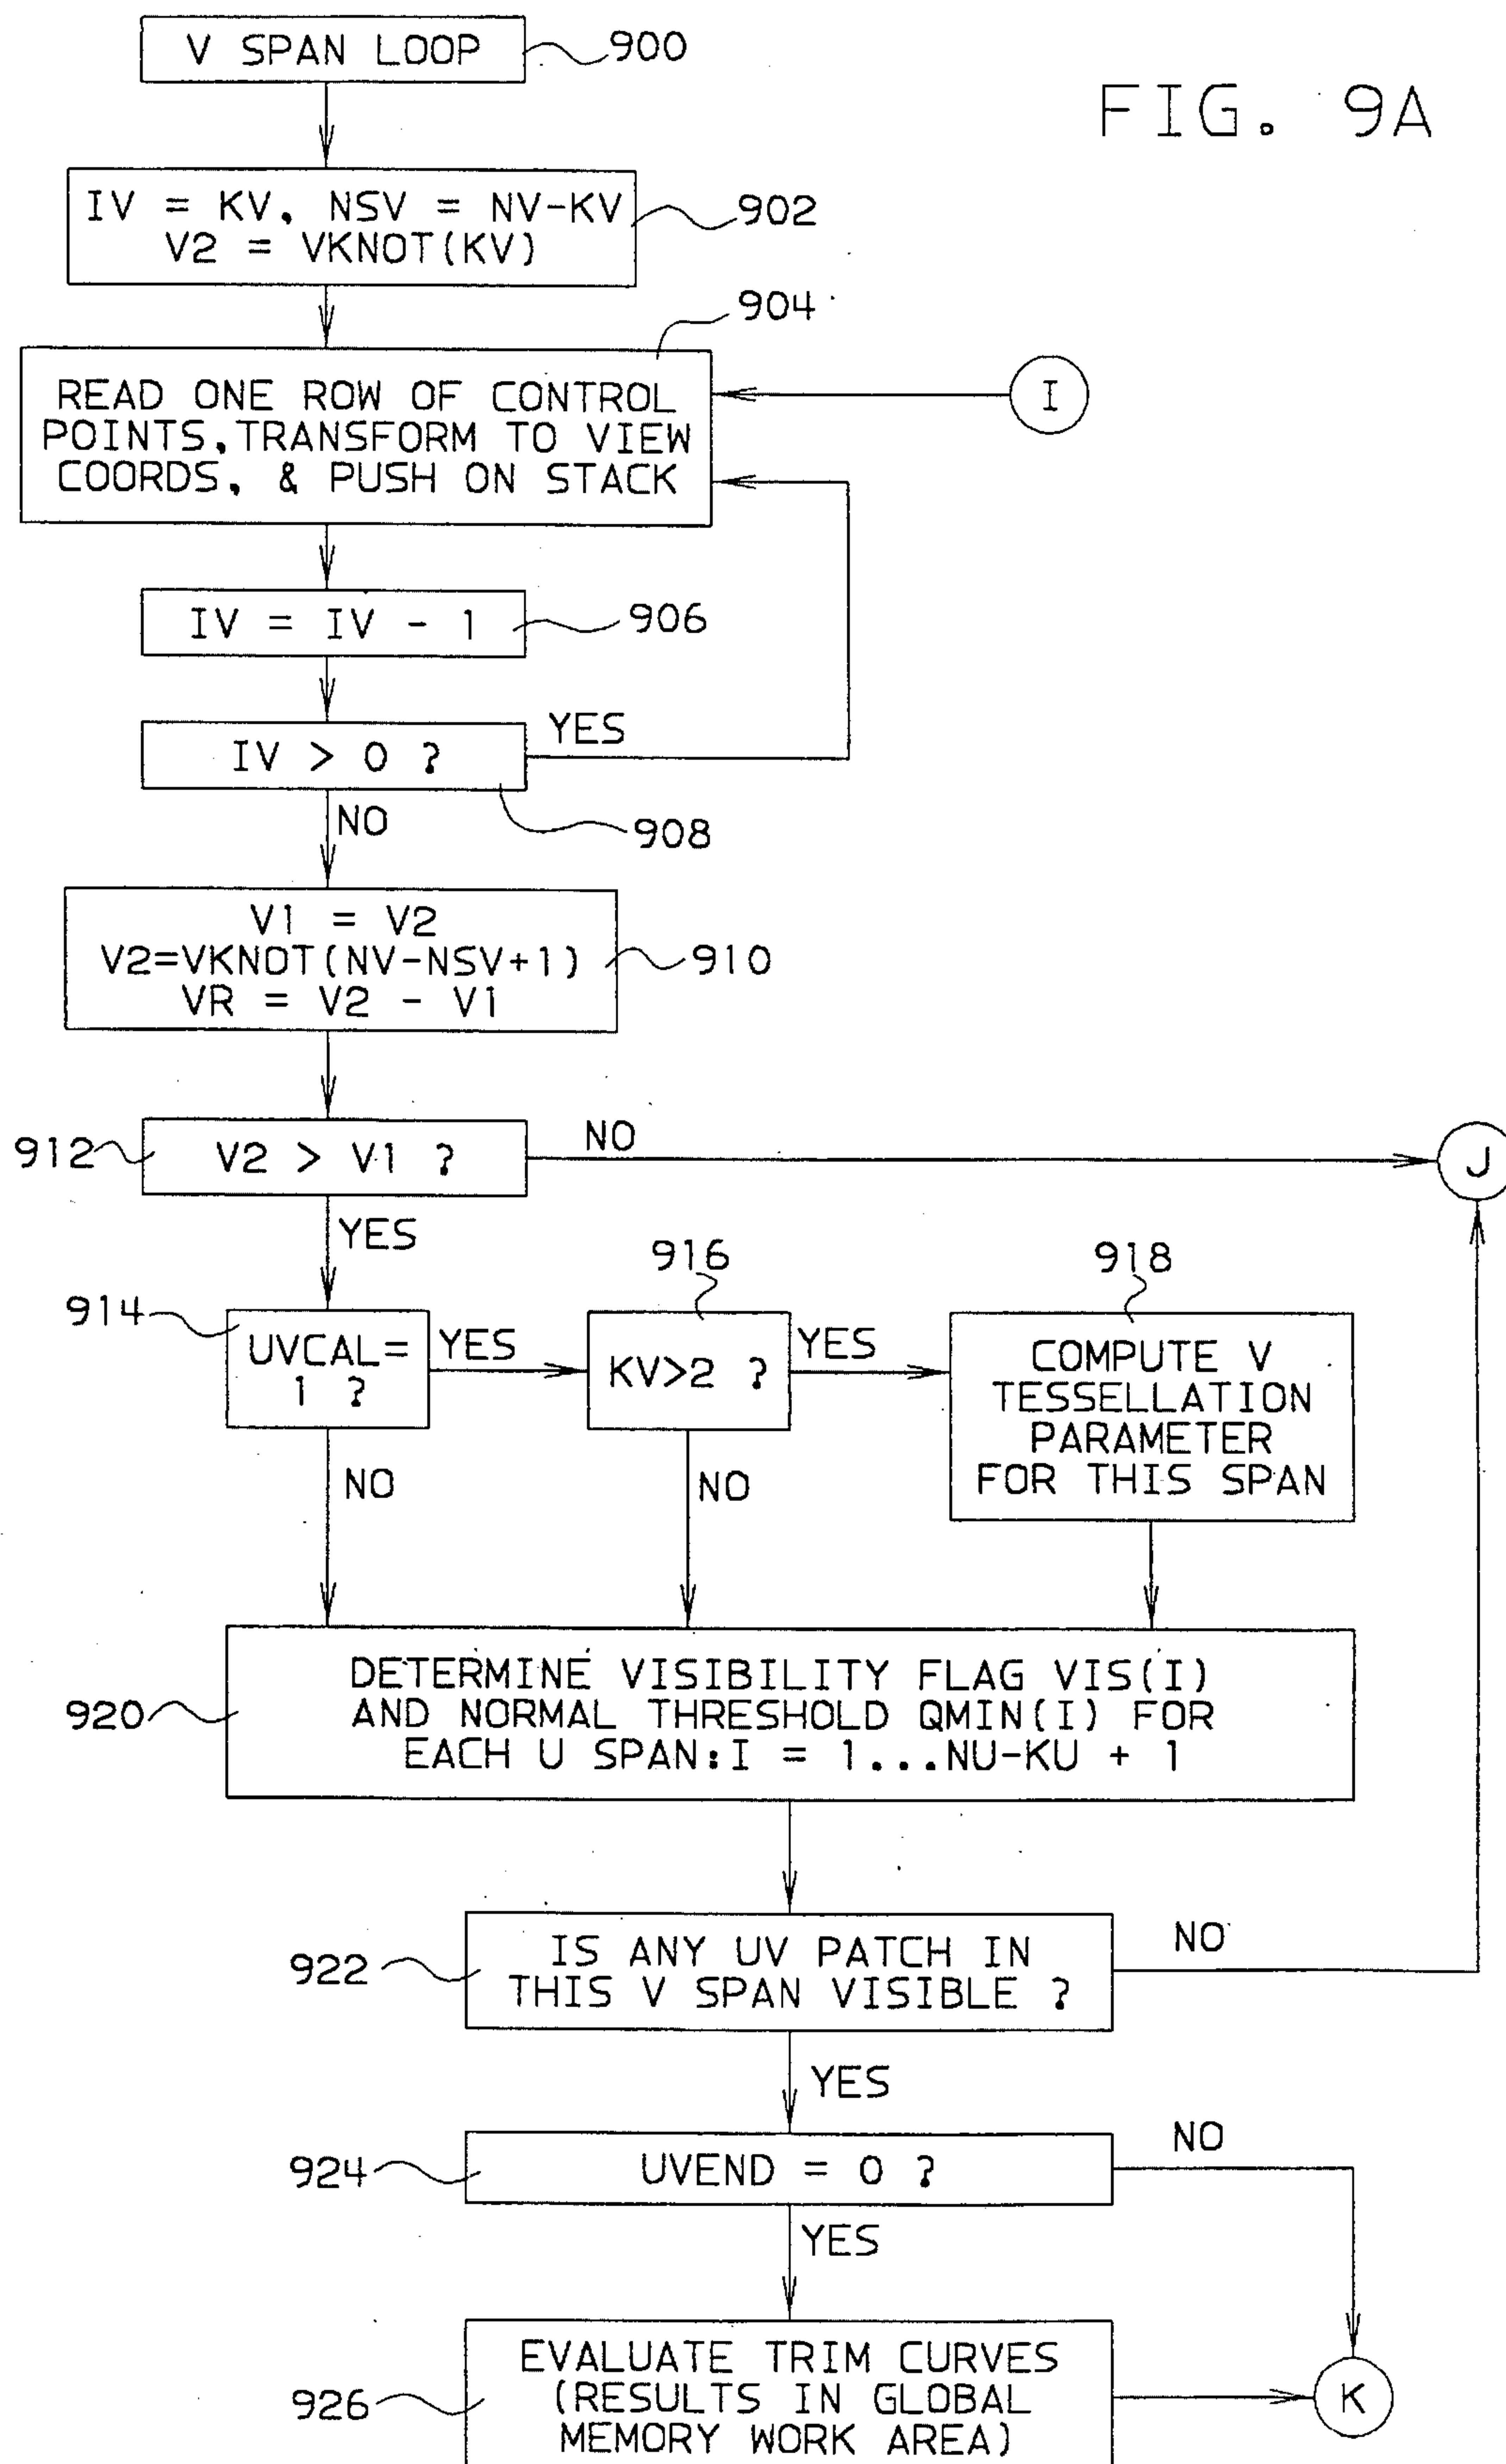 V SPAN LOOP
900
FIG. 9A
IV = KV, NSV = NV-KV
V2 = VKNOT(KV)
902
904
READ ONE ROW OF CONTROL
POINTS,TRANSFORM TO VIEW
COORDS, & PUSH ON STACK
I
IV = IV - 1
906
IV > 0 ?
YES
908
NO
V1 = V2
V2=VKNOT(NV-NSV+1)
VR = V2 - V1
910
912
V2 > V1 ?
NO
J
YES
914
916
918
UVCAL=
1 ?
YES
KV>2 ?
YES
COMPUTE V
TESSELLATION
PARAMETER
FOR THIS SPAN
NO
NO
920
DETERMINE VISIBILITY FLAG VIS(I)
AND NORMAL THRESHOLD QMIN(I) FOR
EACH U SPAN:I = 1...NU-KU + 1
922
IS ANY UV PATCH IN
THIS V SPAN VISIBLE ?
NO
YES
924
UVEND = 0 ?
NO
YES
926
EVALUATE TRIM CURVES
(RESULTS IN GLOBAL
MEMORY WORK AREA)
K